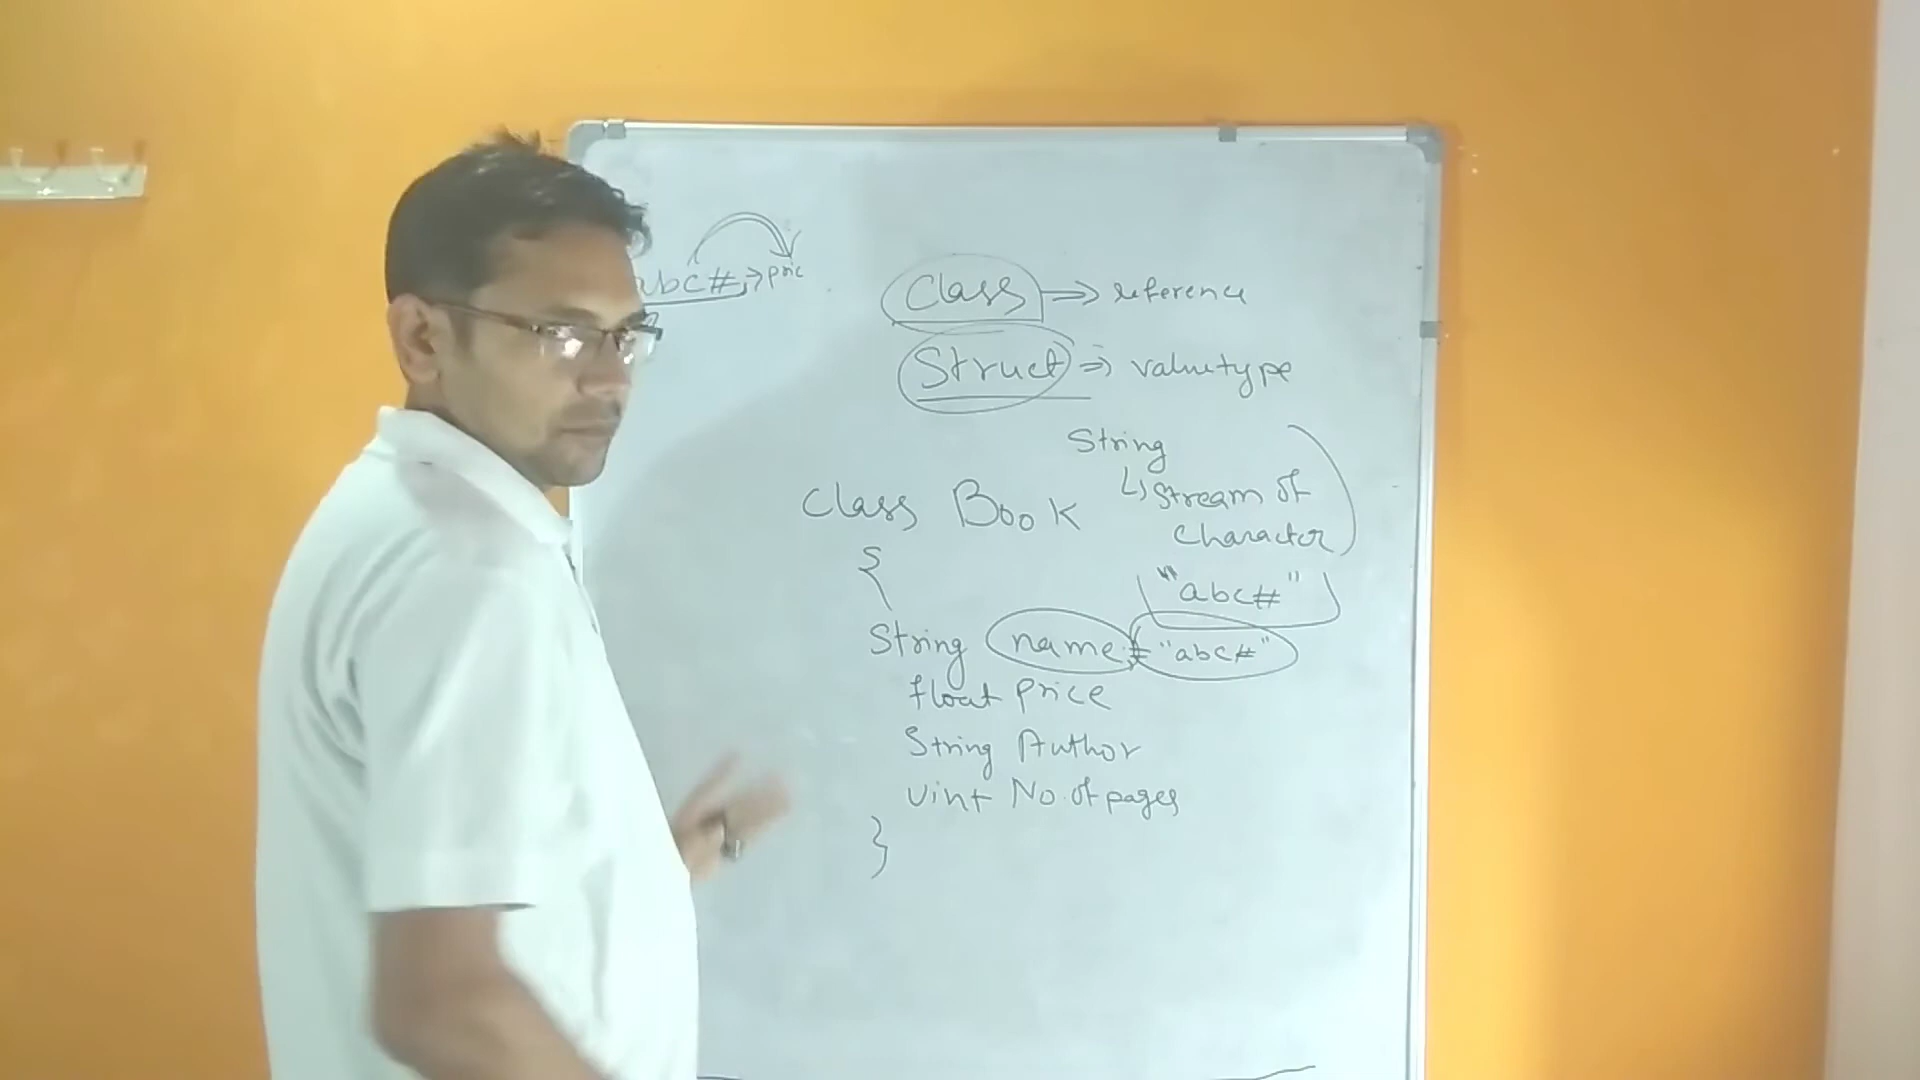 abc# → pric
Class ⇒ reference
Struct ⇒ valuetype
String
↳ Stream of
Character
"abc#"
Class Book
{
String name = "abc#"
float price
String Author
Uint No. of pages
}